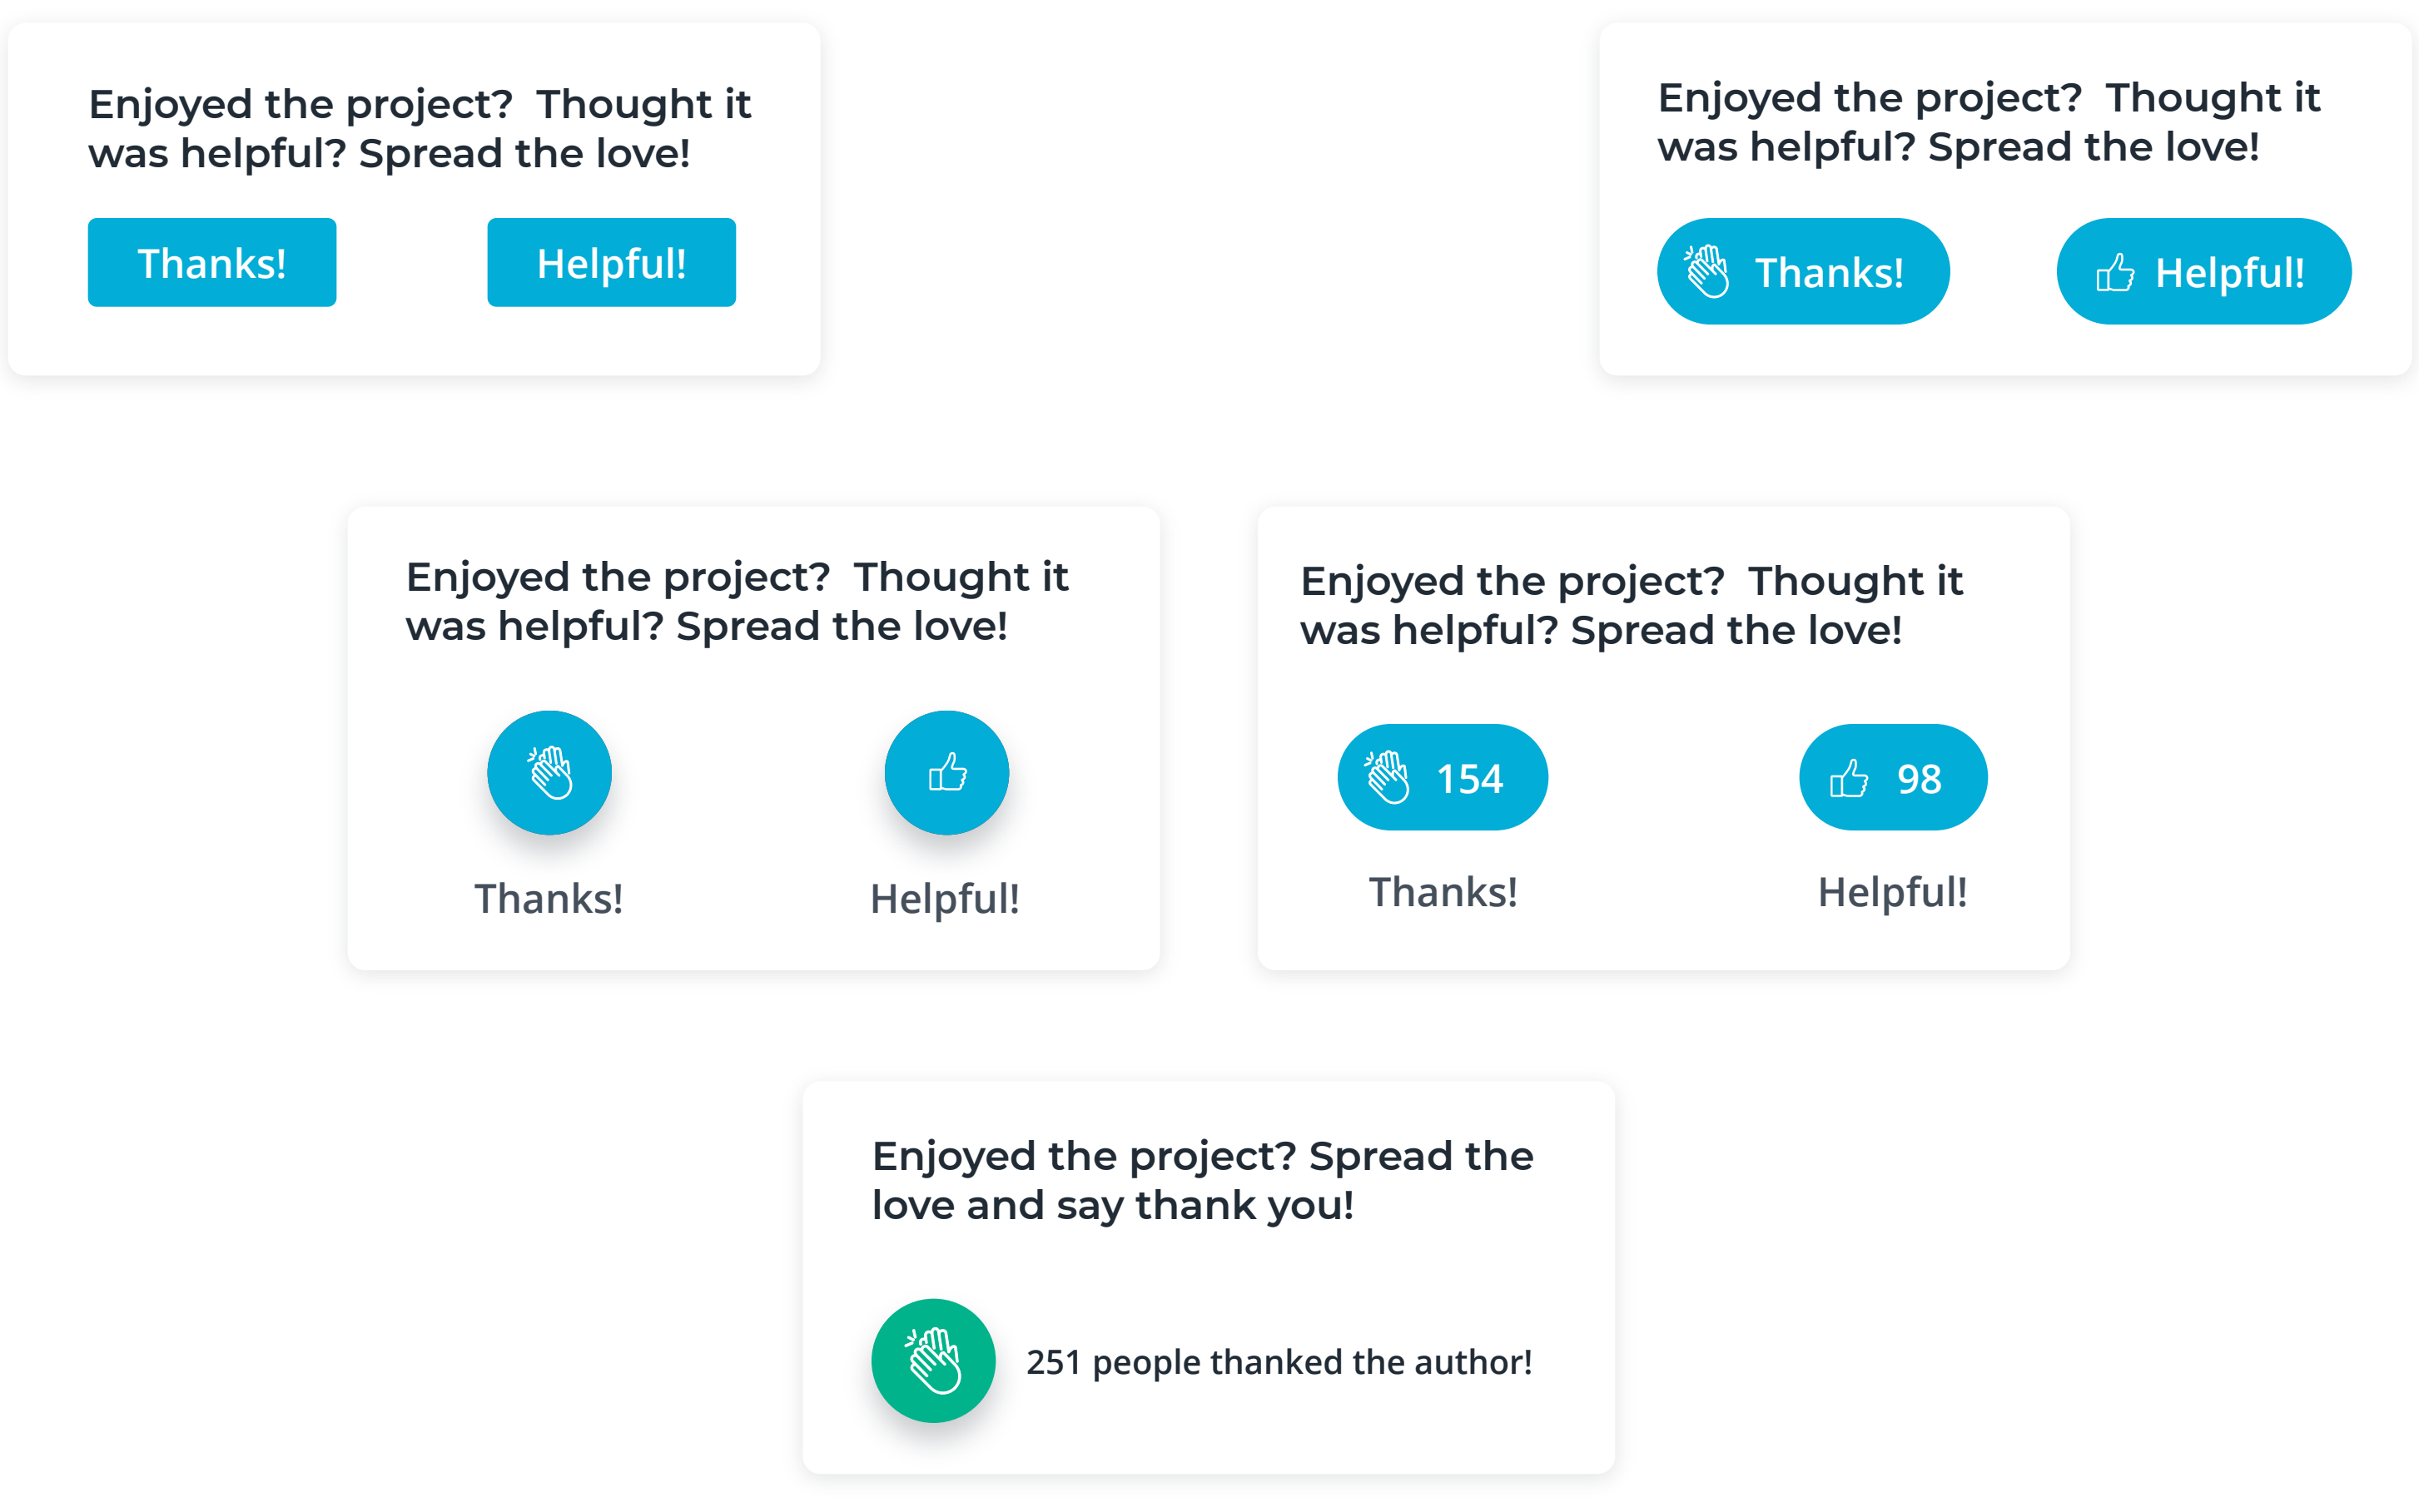 Enjoyed the project?  Thought it
was helpful? Spread the love!
Thanks!
Helpful!
Enjoyed the project?  Thought it
was helpful? Spread the love!
Thanks!
Helpful!
Enjoyed the project?  Thought it
was helpful? Spread the love!
Thanks!
Helpful!
Enjoyed the project?  Thought it
was helpful? Spread the love!
154
98
Thanks!
Helpful!
Enjoyed the project? Spread the
love and say thank you!
251 people thanked the author!